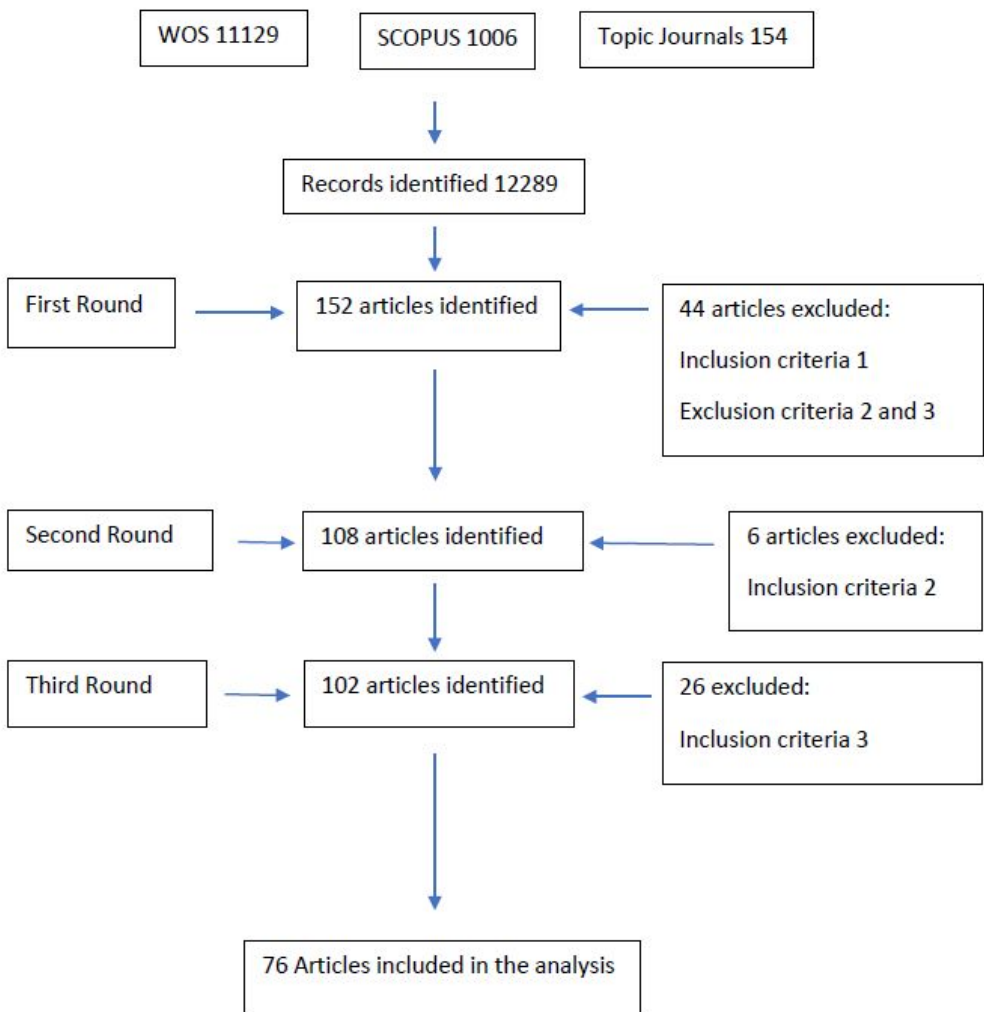 WOS 11129
SCOPUS 1006
Topic Journals 154
Records identified 12289
First Round
152 articles identified
44 articles excluded:
Inclusion criteria 1
Exclusion criteria 2 and 3
Second Round
108 articles identified
6 articles excluded:
Inclusion criteria 2
Third Round
102 articles identified
26 excluded:
Inclusion criteria 3
76 Articles included in the analysis